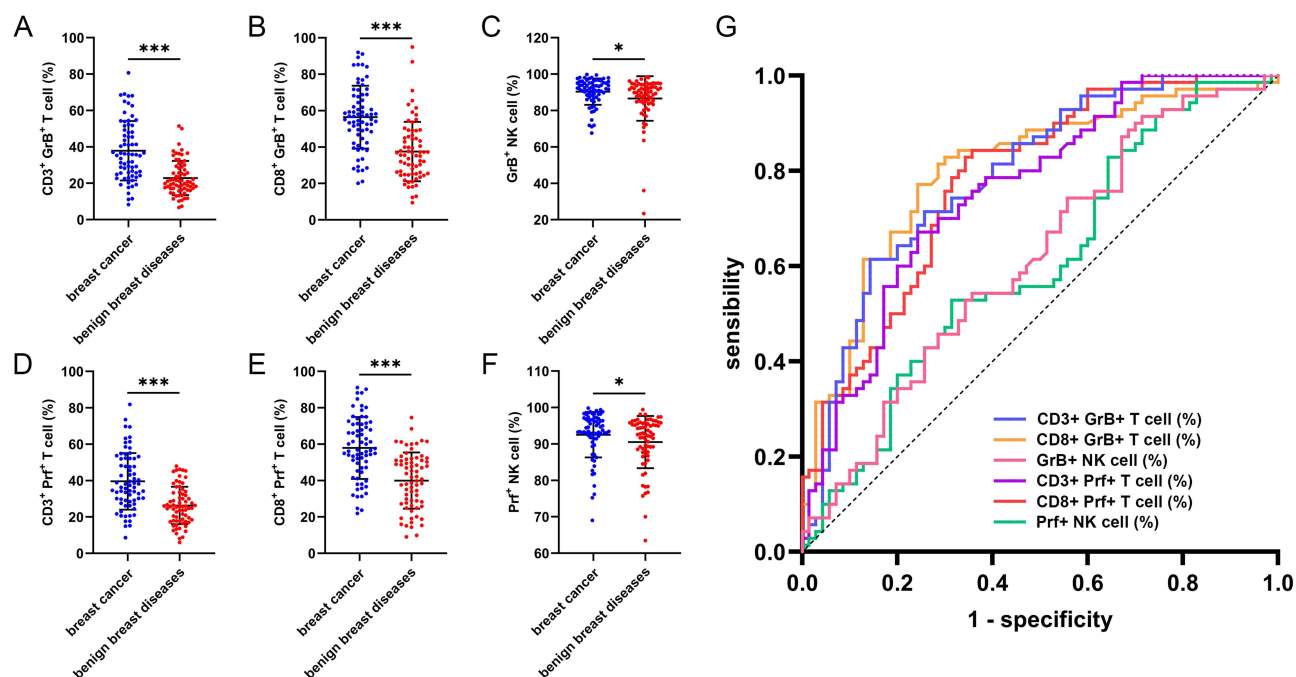 A
***
CD3+ GrB+ T cell (%)
100
80
60
40
20
0
breast cancer
benign breast diseases
B
***
CD8+ GrB+ T cell (%)
100
80
60
40
20
0
breast cancer
benign breast diseases
C
*
GrB+ NK cell (%)
120
100
80
60
40
20
breast cancer
benign breast diseases
D
***
CD3+ Prf+ T cell (%)
100
80
60
40
20
0
breast cancer
benign breast diseases
E
***
CD8+ Prf+ T cell (%)
100
80
60
40
20
0
breast cancer
benign breast diseases
F
*
Prf+ NK cell (%)
110
100
90
80
70
60
breast cancer
benign breast diseases
G
sensibility
1.0
0.8
0.6
0.4
0.2
0.0
CD3+ GrB+ T cell (%)
CD8+ GrB+ T cell (%)
GrB+ NK cell (%)
CD3+ Prf+ T cell (%)
CD8+ Prf+ T cell (%)
Prf+ NK cell (%)
0.0 0.2 0.4 0.6 0.8 1.0
1 - specificity